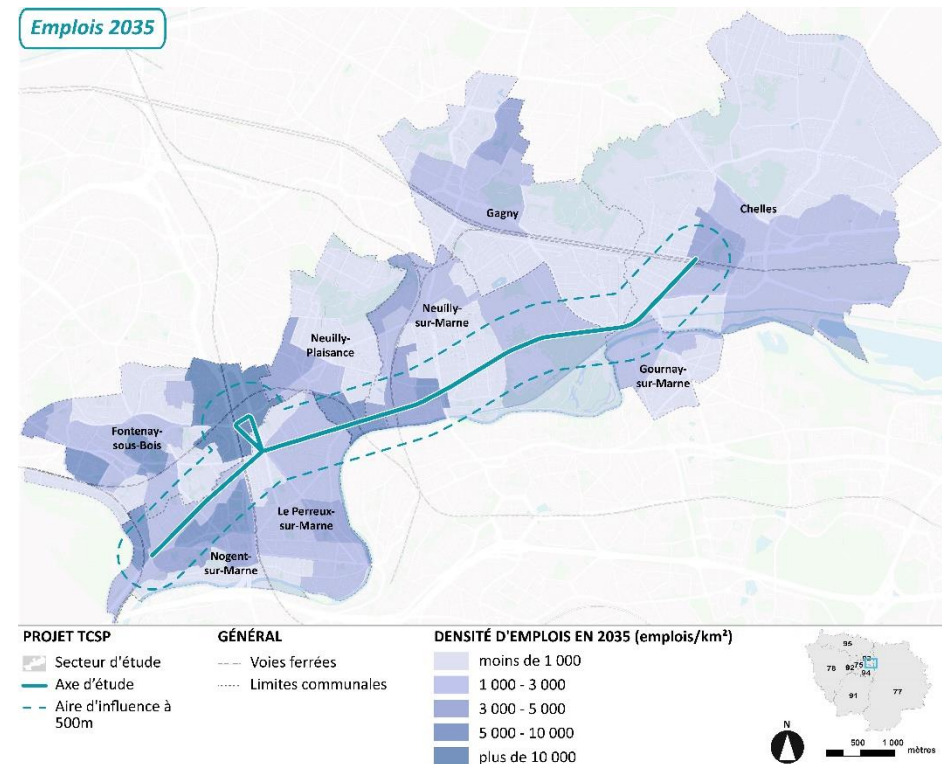 Emplois 2035
Gagny
Chelles
Neuilly-
sur-Marne
Neuilly-
Plaisance
Gournay-
sur-Marne
Fontenay-
sous-Bois
Le Perreux-
sur-Marne
Nogent-
sur-Marne
PROJET TCSP
Secteur d'étude
Axe d'étude
Aire d'influence à
500m
GÉNÉRAL
Voies ferrées
Limites communales
DENSITÉ D'EMPLOIS EN 2035 (emplois/km²)
moins de 1 000
1 000 - 3 000
3 000 - 5 000
5 000 - 10 000
plus de 10 000
95
93
78 92 75
94
91 77
N
500 1 000
mètres